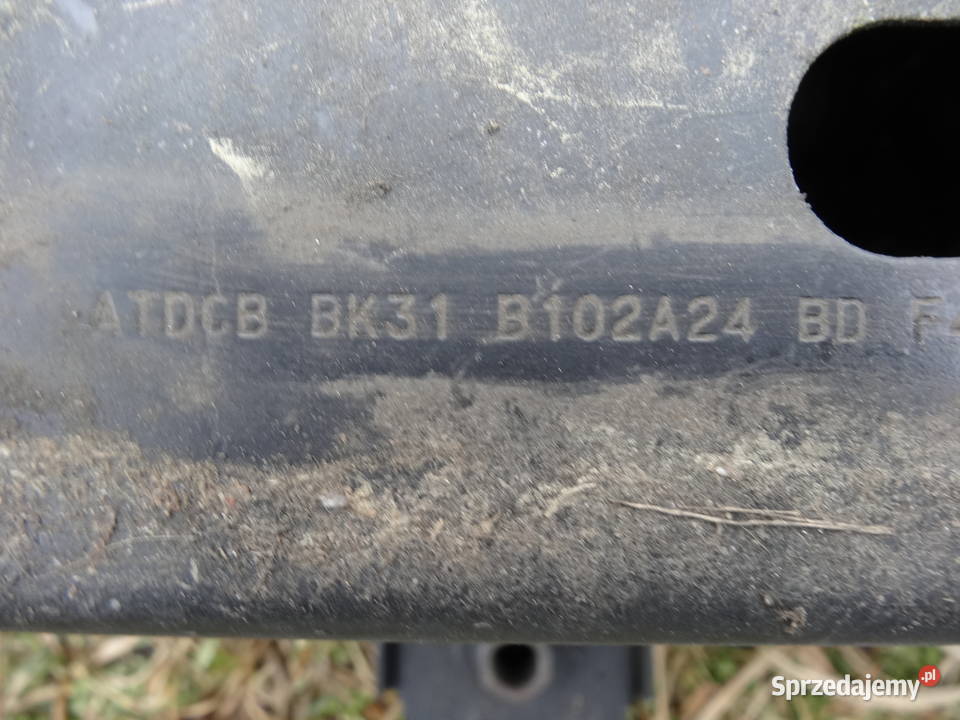 ATDCB BK31 B102A24 BD F
Sprzedajemy.pl